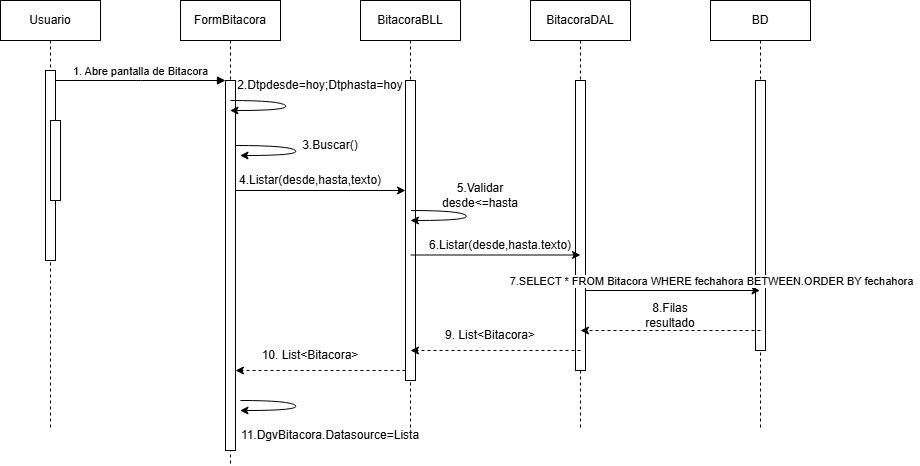 Usuario
FormBitacora
BitacoraBLL
BitacoraDAL
BD
1. Abre pantalla de Bitacora
2.Dtpdesde=hoy;Dtphasta=hoy
3.Buscar()
4.Listar(desde,hasta,texto)
5.Validar
desde<=hasta
6.Listar(desde,hasta.texto)
7.SELECT * FROM Bitacora WHERE fechahora BETWEEN.ORDER BY fechahora
8.Filas
resultado
9. List<Bitacora>
10. List<Bitacora>
11.DgvBitacora.Datasource=Lista